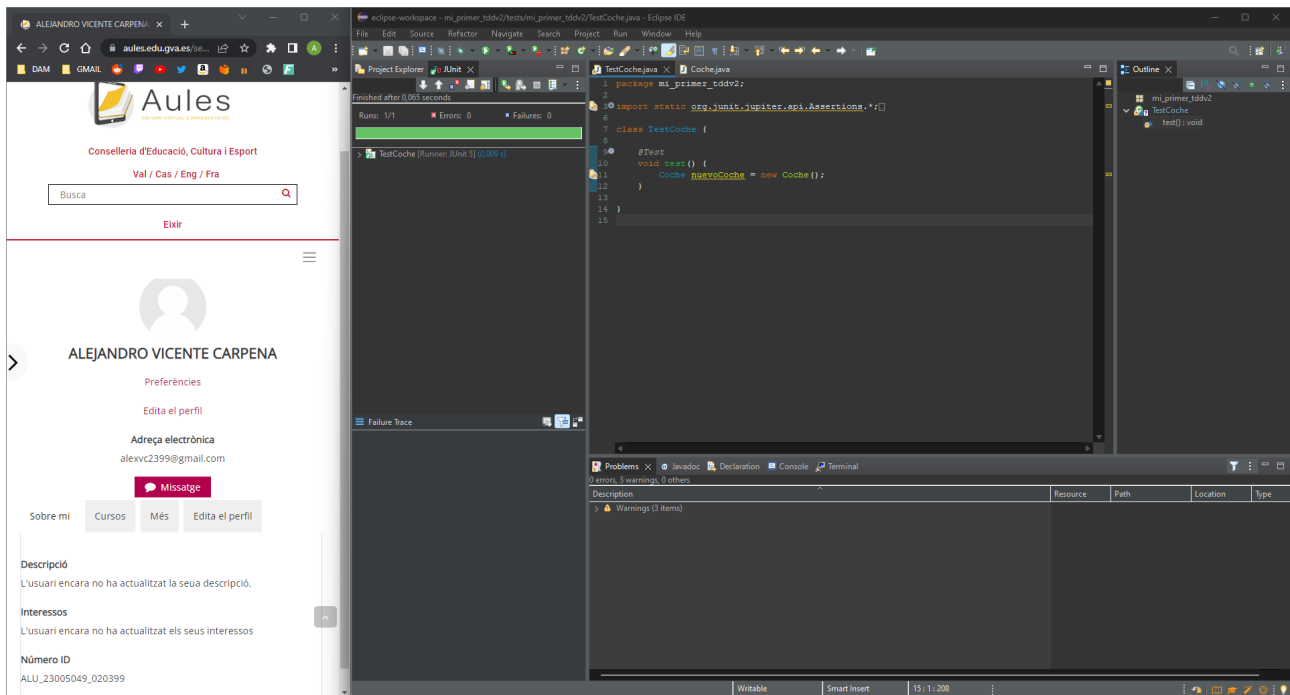 ALEJANDRO VICENTE CARPENA
aules.edu.gva.es/se...
DAM
GMAIL
Aules
ENTORN VIRTUAL D'APRENENTATGE
Conselleria d'Educació, Cultura i Esport
Val / Cas / Eng / Fra
Busca
Eixir
ALEJANDRO VICENTE CARPENA
Preferències
Edita el perfil
Adreça electrònica
alexvc2399@gmail.com
Missatge
Sobre mi Cursos Més Edita el perfil
Descripció
L'usuari encara no ha actualitzat la seua descripció.
Interessos
L'usuari encara no ha actualitzat els seus interessos
Número ID
ALU_23005049_020399
eclipse-workspace - mi_primer_tddv2/tests/mi_primer_tddv2/TestCoche.java - Eclipse IDE
File Edit Source Refactor Navigate Search Project Run Window Help
Project Explorer JUnit
Finished after 0,065 seconds
Runs: 1/1 Errors: 0 Failures: 0
TestCoche [Runner: JUnit 5] (0,009 s)
Failure Trace
TestCoche.java Coche.java
1 package mi_primer_tddv2;
2
3 import static org.junit.jupiter.api.Assertions.*;
6
7 class TestCoche {
8
9 @Test
10 void test() {
11 Coche nuevoCoche = new Coche();
12 }
13
14 }
15
Outline
mi_primer_tddv2
TestCoche
test() : void
Problems Javadoc Declaration Console Terminal
0 errors, 3 warnings, 0 others
Description Resource Path Location Type
Warnings (3 items)
Writable Smart Insert 15 : 1 : 208